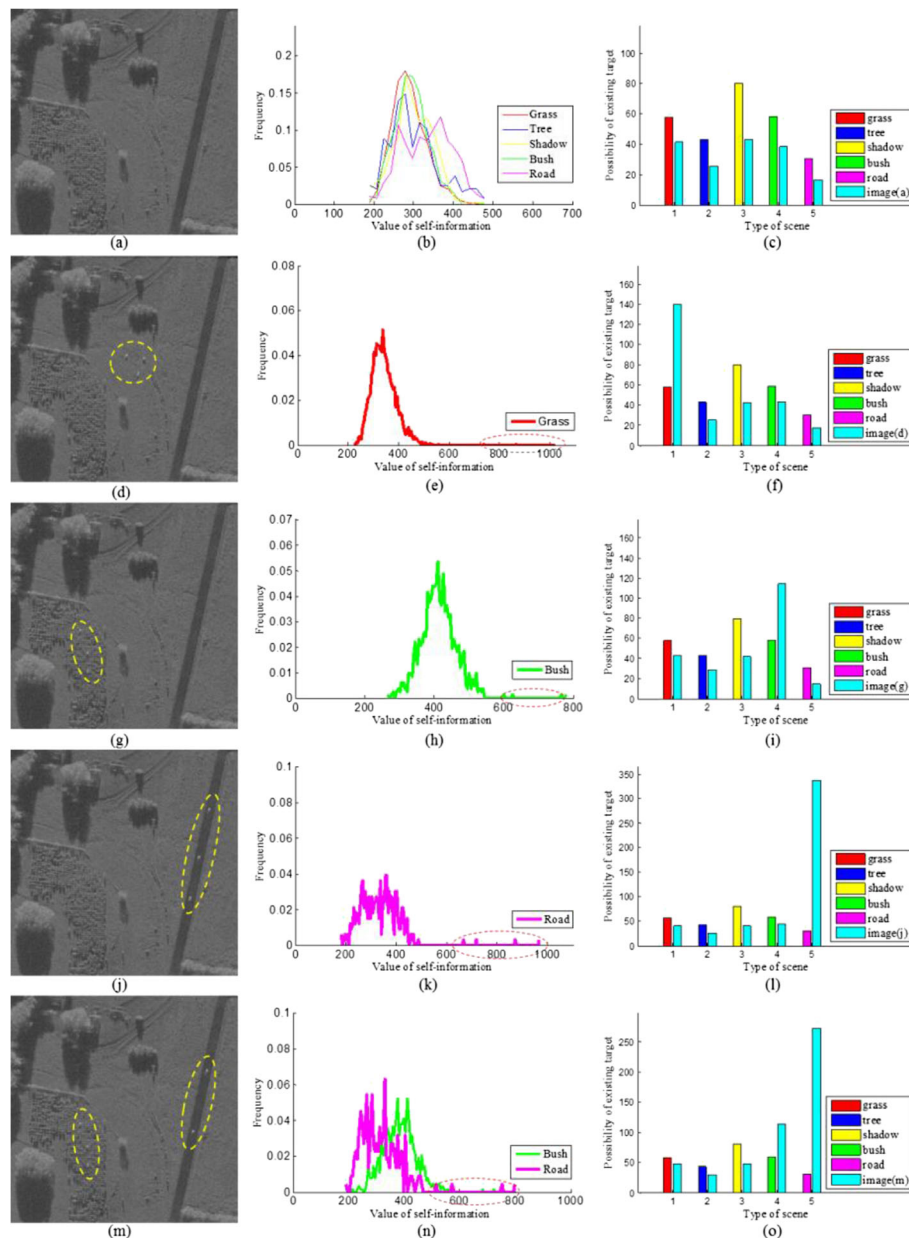 0.2
0.15
0.1
0.05
0
Frequency
Grass
Tree
Shadow
Bush
Road
0 100 200 300 400 500 600 700
Value of self-information
100
80
60
40
20
0
Possibility of existing target
grass
tree
shadow
bush
road
image(a)
1 2 3 4 5
Type of scene
(a)
(b)
(c)
0.08
0.06
0.04
0.02
0
Frequency
Grass
0 200 400 600 800 1000
Value of self-information
160
140
120
100
80
60
40
20
0
Possibility of existing target
grass
tree
shadow
bush
road
image(d)
1 2 3 4 5
Type of scene
(d)
(e)
(f)
0.07
0.06
0.05
0.04
0.03
0.02
0.01
0
Frequency
Bush
0 200 400 600 800
Value of self-information
160
140
120
100
80
60
40
20
0
Possibility of existing target
grass
tree
shadow
bush
road
image(g)
1 2 3 4 5
Type of scene
(g)
(h)
(i)
0.1
0.08
0.06
0.04
0.02
0
Frequency
Road
0 200 400 600 800 1000
Value of self-information
350
300
250
200
150
100
50
0
Possibility of existing target
grass
tree
shadow
bush
road
image(j)
1 2 3 4 5
Type of scene
(j)
(k)
(l)
0.1
0.08
0.06
0.04
0.02
0
Frequency
Bush
Road
0 200 400 600 800 1000
Value of self-information
250
200
150
100
50
0
Possibility of existing target
grass
tree
shadow
bush
road
image(m)
1 2 3 4 5
Type of scene
(m)
(n)
(o)